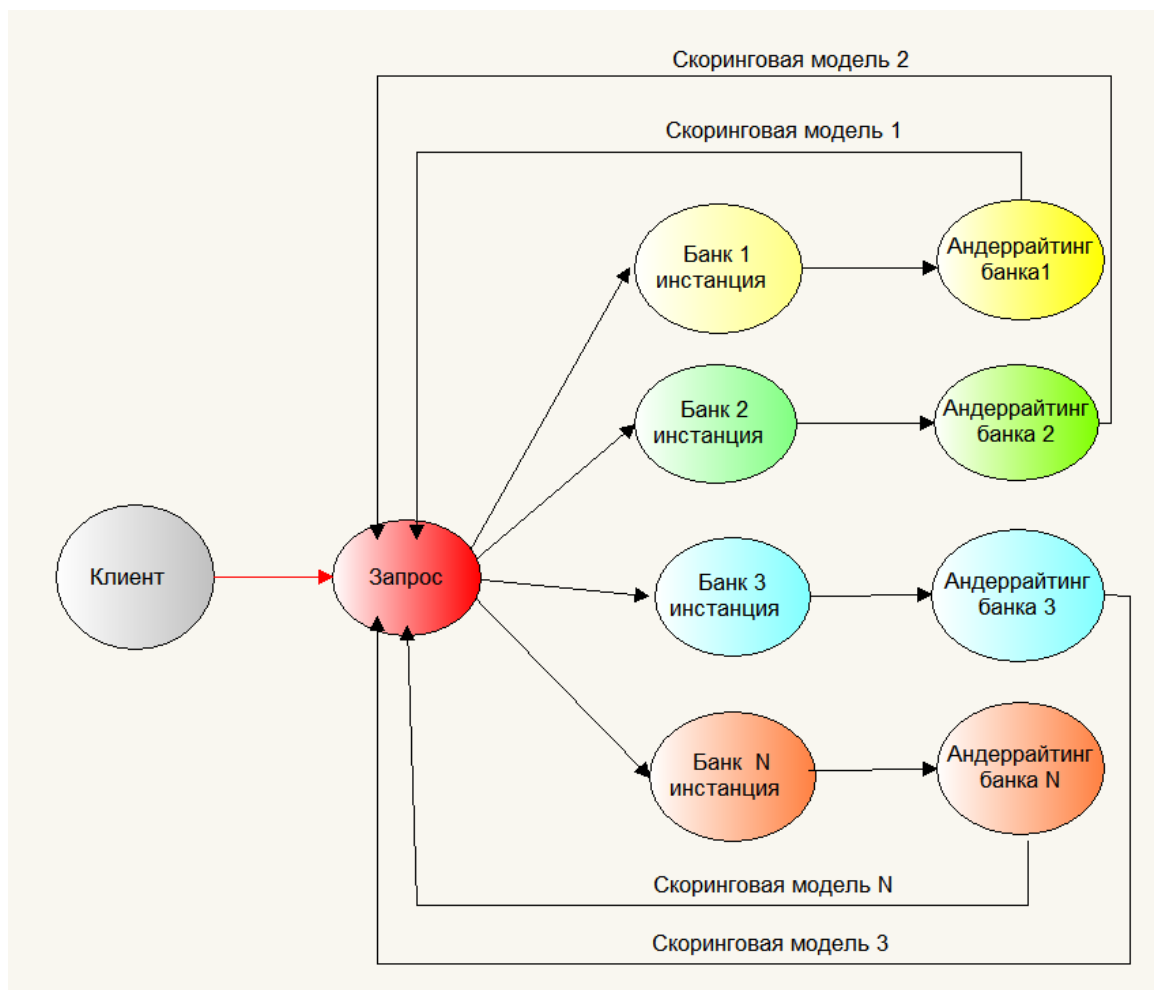 Скоринговая модель 2
Скоринговая модель 1
Банк 1
инстанция
Андеррайтинг
банка1
Банк 2
инстанция
Андеррайтинг
банка 2
Клиент
Запрос
Банк 3
инстанция
Андеррайтинг
банка 3
Банк N
инстанция
Андеррайтинг
банка N
Скоринговая модель N
Скоринговая модель 3